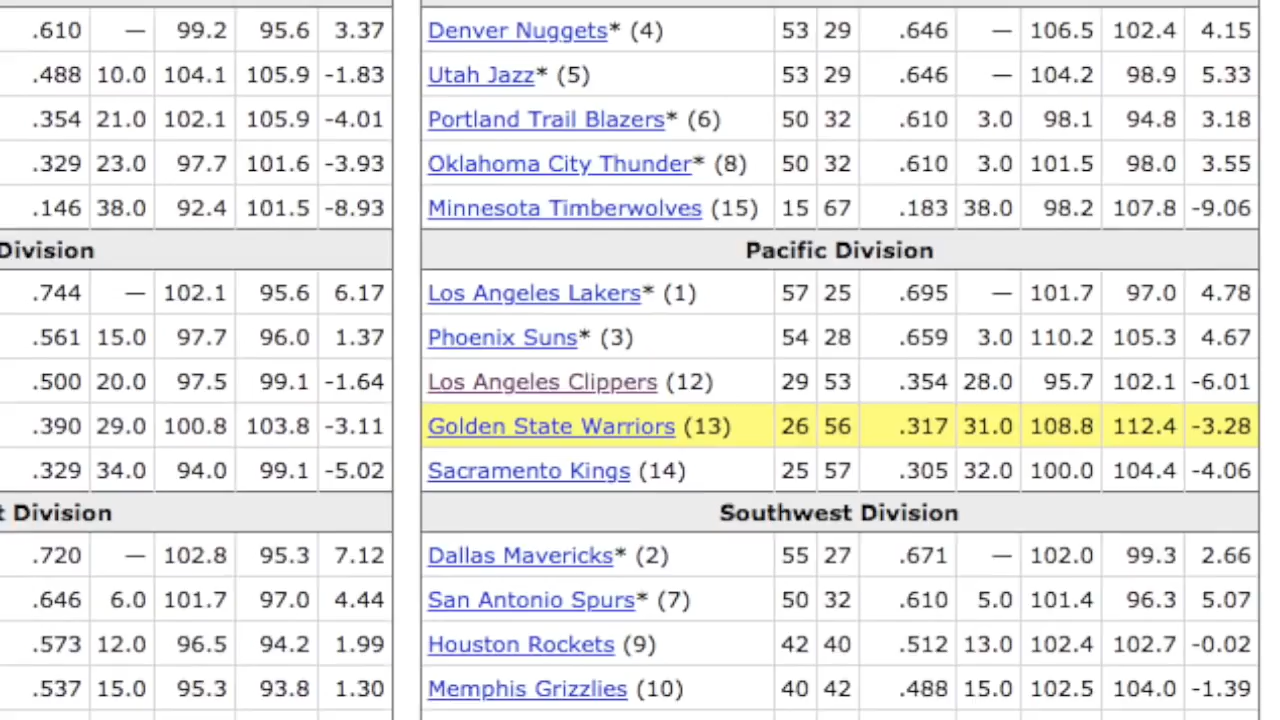 .610 — 99.2 95.6 3.37
.488 10.0 104.1 105.9 -1.83
.354 21.0 102.1 105.9 -4.01
.329 23.0 97.7 101.6 -3.93
.146 38.0 92.4 101.5 -8.93
Division
.744 — 102.1 95.6 6.17
.561 15.0 97.7 96.0 1.37
.500 20.0 97.5 99.1 -1.64
.390 29.0 100.8 103.8 -3.11
.329 34.0 94.0 99.1 -5.02
t Division
.720 — 102.8 95.3 7.12
.646 6.0 101.7 97.0 4.44
.573 12.0 96.5 94.2 1.99
.537 15.0 95.3 93.8 1.30
Denver Nuggets* (4) 53 29 .646 — 106.5 102.4 4.15
Utah Jazz* (5) 53 29 .646 — 104.2 98.9 5.33
Portland Trail Blazers* (6) 50 32 .610 3.0 98.1 94.8 3.18
Oklahoma City Thunder* (8) 50 32 .610 3.0 101.5 98.0 3.55
Minnesota Timberwolves (15) 15 67 .183 38.0 98.2 107.8 -9.06
Pacific Division
Los Angeles Lakers* (1) 57 25 .695 — 101.7 97.0 4.78
Phoenix Suns* (3) 54 28 .659 3.0 110.2 105.3 4.67
Los Angeles Clippers (12) 29 53 .354 28.0 95.7 102.1 -6.01
Golden State Warriors (13) 26 56 .317 31.0 108.8 112.4 -3.28
Sacramento Kings (14) 25 57 .305 32.0 100.0 104.4 -4.06
Southwest Division
Dallas Mavericks* (2) 55 27 .671 — 102.0 99.3 2.66
San Antonio Spurs* (7) 50 32 .610 5.0 101.4 96.3 5.07
Houston Rockets (9) 42 40 .512 13.0 102.4 102.7 -0.02
Memphis Grizzlies (10) 40 42 .488 15.0 102.5 104.0 -1.39